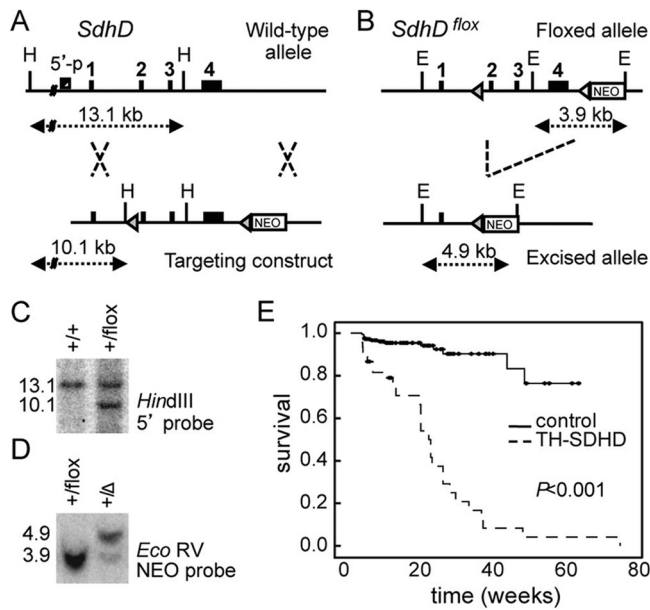 A
SdhD
Wild-type
allele
H
5'-p
1
2
3
H
4
13.1 kb
H
H
NEO
10.1 kb
Targeting construct
B
SdhD flox
Floxed allele
E
1
2
3
E
4
E
NEO
3.9 kb
E
E
NEO
4.9 kb
Excised allele
C
+/+
+/flox
13.1
10.1
HindIII
5' probe
D
+/flox
+/Δ
4.9
3.9
Eco RV
NEO probe
E
survival
1.0
0.8
0.6
0.4
0.2
0.0
control
TH-SDHD
P<0.001
0
20
40
60
80
time (weeks)